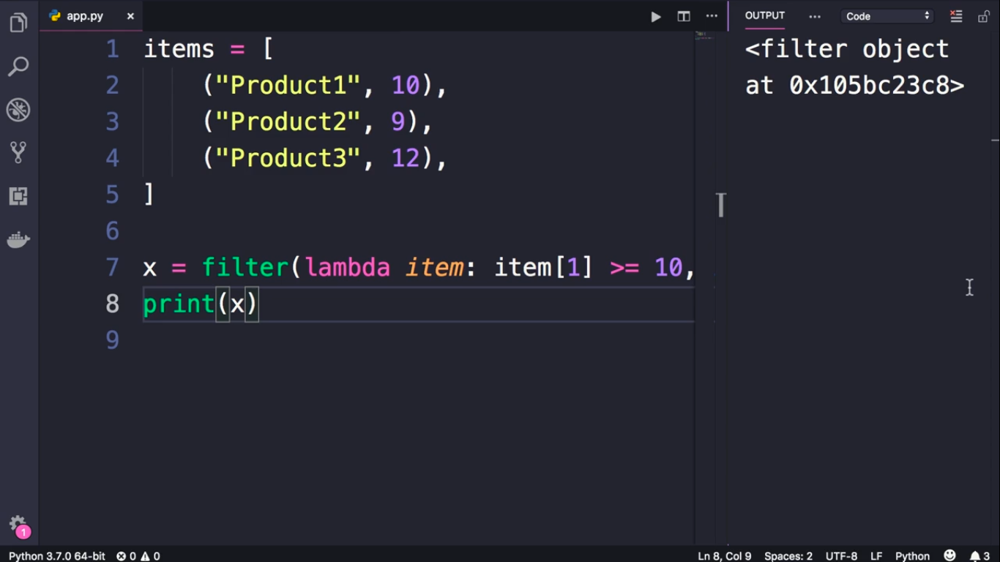 app.py
OUTPUT
Code
1 items = [
2 ("Product1", 10),
3 ("Product2", 9),
4 ("Product3", 12),
5 ]
6
7 x = filter(lambda item: item[1] >= 10,
8 print(x)
9
<filter object
at 0x105bc23c8>
1
Python 3.7.0 64-bit 0 0
Ln 8, Col 9 Spaces: 2 UTF-8 LF Python 3